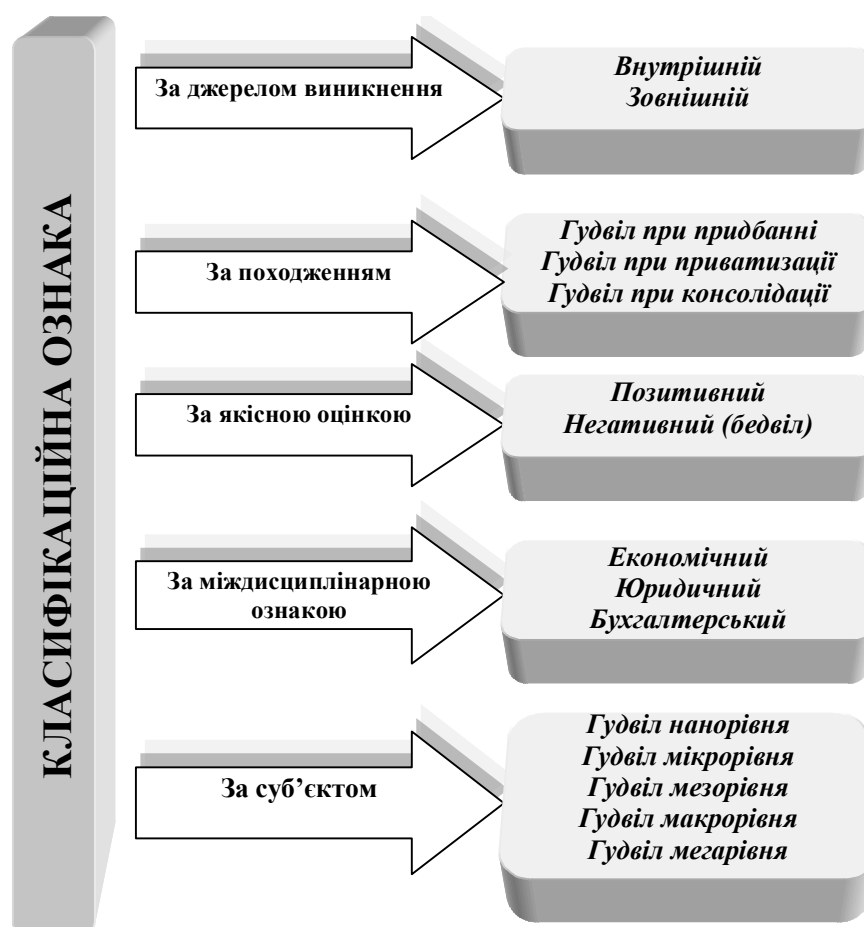 КЛАСИФІКАЦІЙНА ОЗНАКА
За джерелом виникнення
Внутрішній
Зовнішній
За походженням
Гудвіл при придбанні
Гудвіл при приватизації
Гудвіл при консолідації
За якісною оцінкою
Позитивний
Негативний (бедвіл)
За міждисциплінарною
ознакою
Економічний
Юридичний
Бухгалтерський
За суб’єктом
Гудвіл нанорівня
Гудвіл мікрорівня
Гудвіл мезорівня
Гудвіл макрорівня
Гудвіл мегарівня